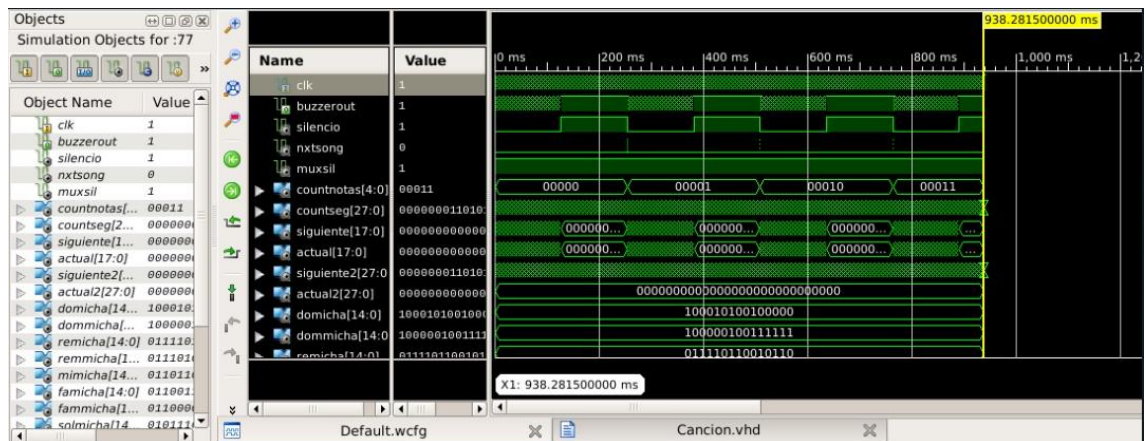 Objects
Simulation Objects for :77
Object Name Value
clk 1
buzzerout 1
silencio 1
nxtsong 0
muxsil 1
countnotas[... 00011
countseg[2... 0000000
siguiente[1... 0000000
actual[17:0] 0000000
siguiente2[... 0000000
actual2[27:0] 0000000
domicha[14... 100010:
dommicha[... 100000:
remicha[14:0] 011110:
remmicha[1... 011101
mimicha[14... 011011
famicha[14:0] 011001:
fammicha[1... 011000
solmicha[14... 010111
Name Value
clk 1
buzzerout 1
silencio 1
nxtsong 0
muxsil 1
countnotas[4:0] 00011
countseg[27:0] 000000011010:
siguiente[17:0] 000000000000
actual[17:0] 000000000000
siguiente2[27:0 000000011010:
actual2[27:0] 000000000000
domicha[14:0] 100010100100
dommicha[14:0 100000100111
remicha[14:0] 011110110010
938.281500000 ms
0 ms 200 ms 400 ms 600 ms 800 ms 1,000 ms 1,2
00000 00001 00010 00011
000000... 000000... 000000... ...
000000... 000000... 000000... ...
0000000000000000000000000000
100010100100000
100000100111111
011110110010110
X1: 938.281500000 ms
Default.wcfg Cancion.vhd